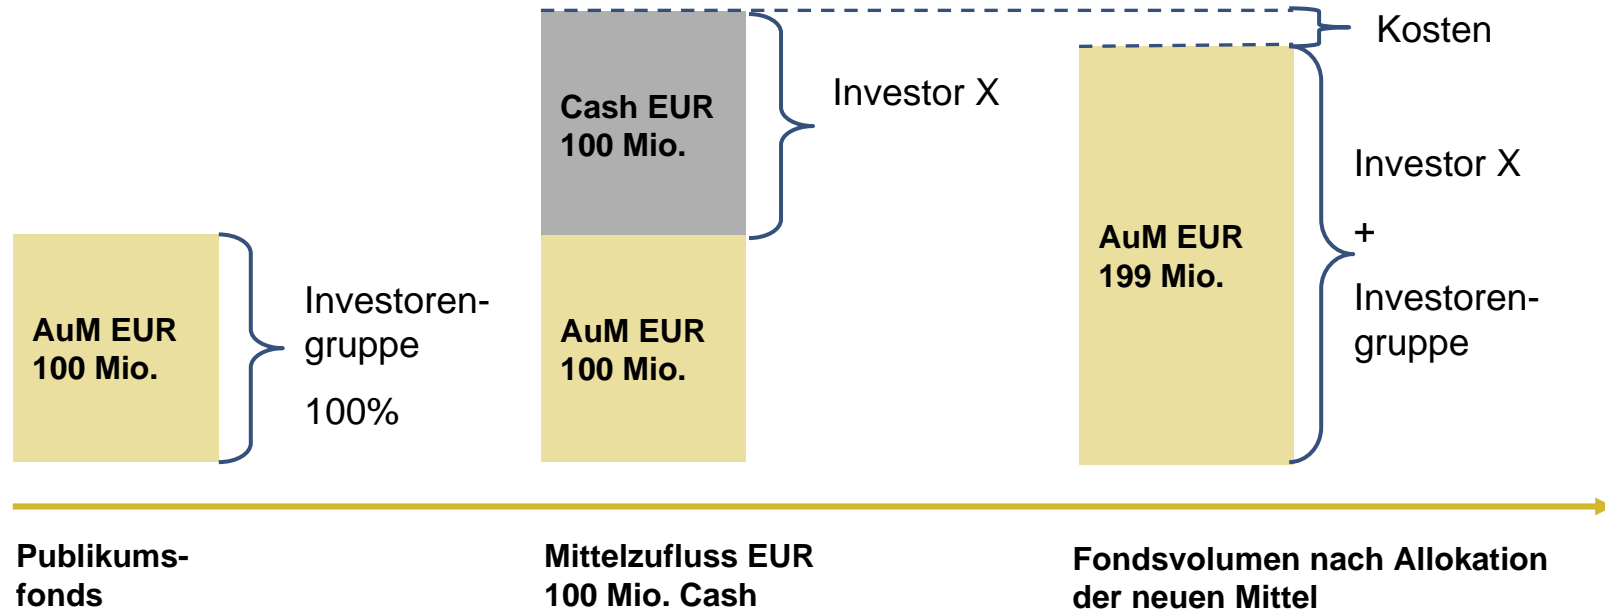 AuM EUR
100 Mio.
Investoren-
gruppe
100%
Publikums-
fonds
Cash EUR
100 Mio.
Investor X
AuM EUR
100 Mio.
Mittelzufluss EUR
100 Mio. Cash
Kosten
AuM EUR
199 Mio.
Investor X
+
Investoren-
gruppe
Fondsvolumen nach Allokation
der neuen Mittel